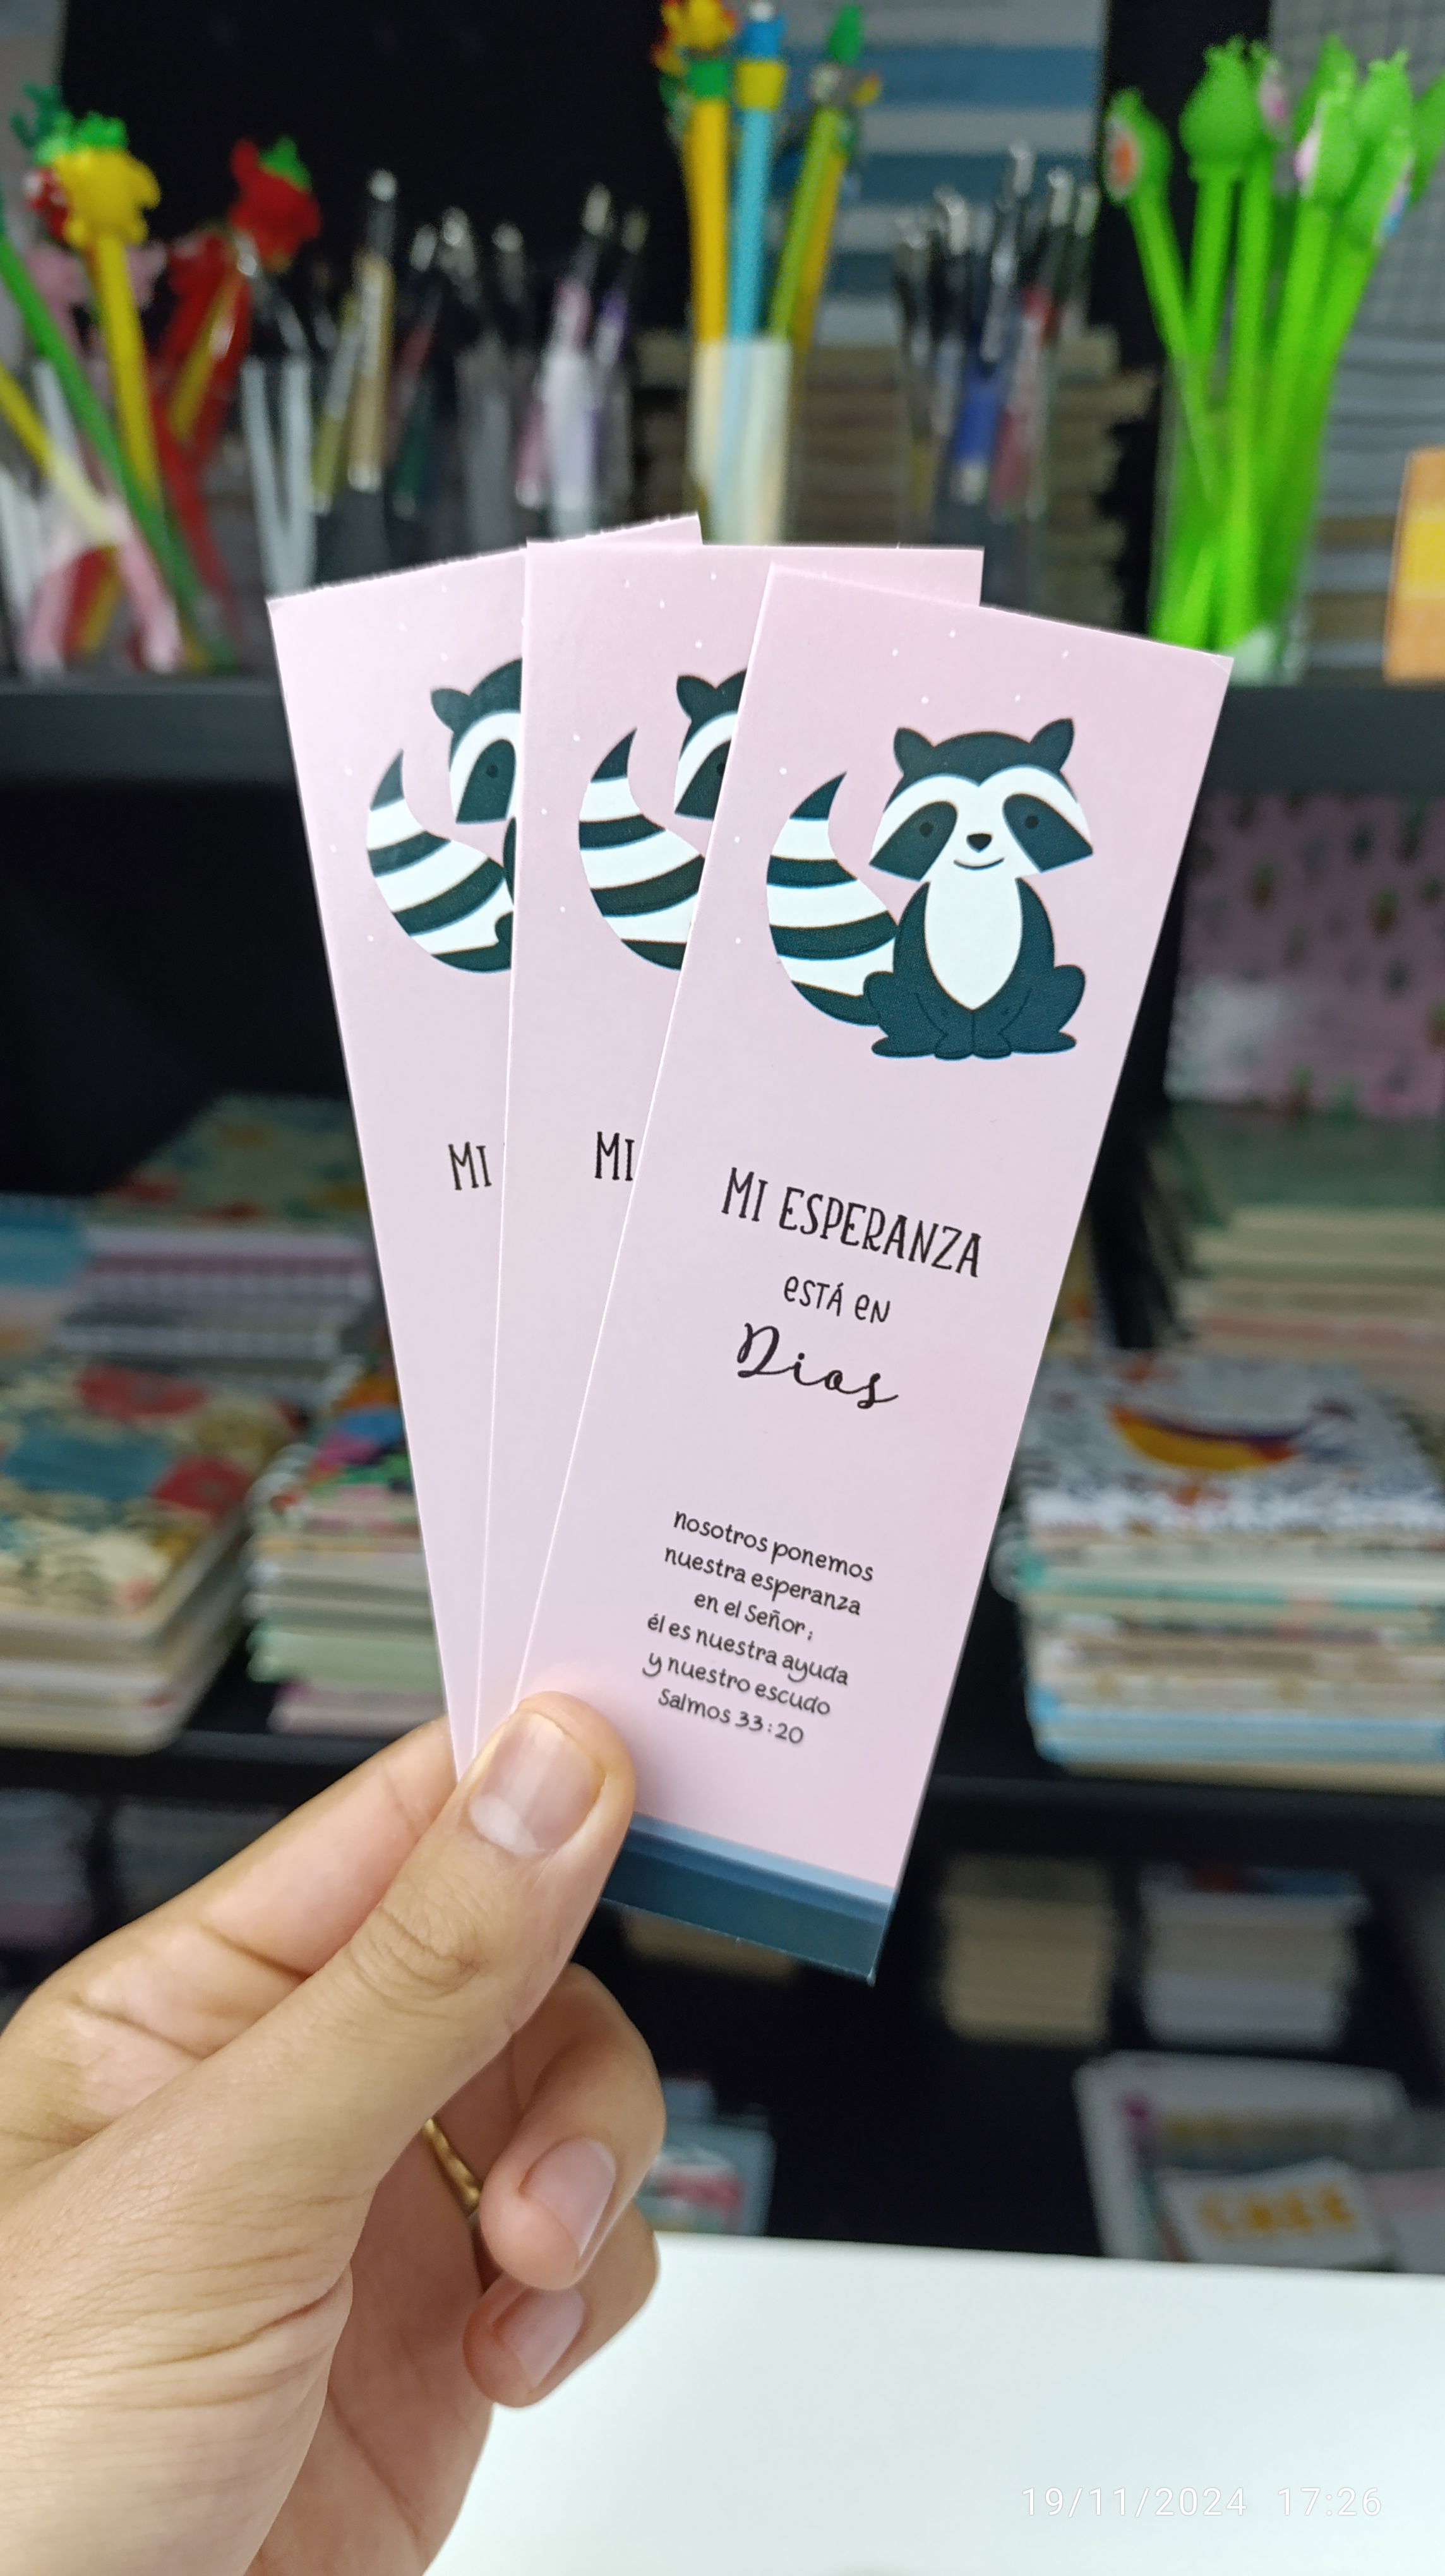 MI
MI
MI ESPERANZA
eSTÁ eN
Dios
nosotros ponemos
nuestra esperanza
en el Señor;
él es nuestra ayuda
y nuestro escudo
Salmos 33:20
19/11/2024 17:26